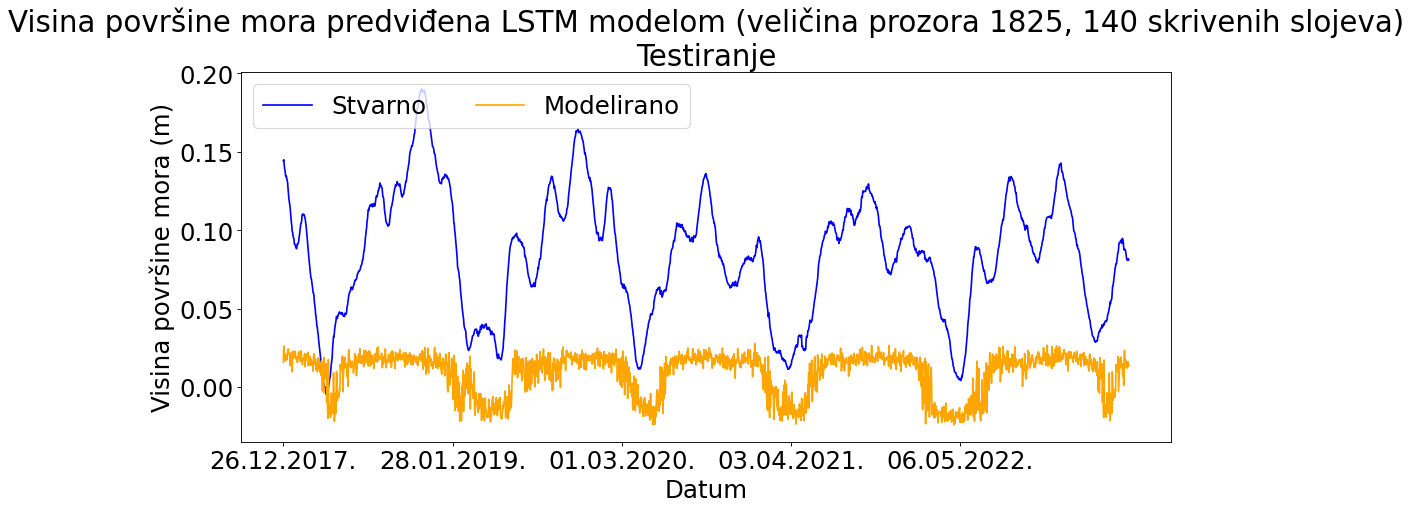 Visina površine mora predviđena LSTM modelom (veličina prozora 1825, 140 skrivenih slojeva)
Testiranje
Stvarno
Modelirano
Visina površine mora (m)
0.20
0.15
0.10
0.05
0.00
26.12.2017.
28.01.2019.
01.03.2020.
03.04.2021.
06.05.2022.
Datum